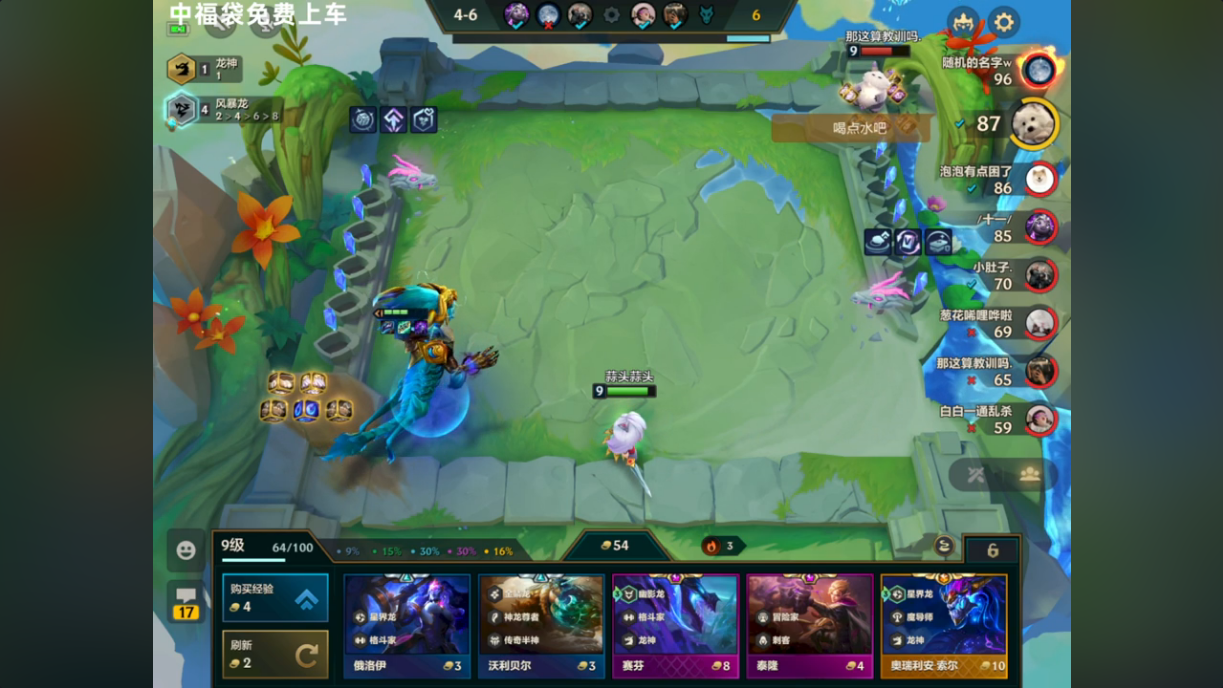 中福袋免费上车
4-6
6
那这算教训吗.
9
龙神
1
1
风暴龙
4
2 > 4 > 6 > 8
喝点水吧
随机的名字w
96
87
泡泡有点困了
86
/十一/
85
小肚子.
70
葱花唏哩哗啦
69
那这算教训吗.
65
白白一通乱杀
59
蒜头蒜头
9
9级
64/100
9% 15% 30% 30% 16%
54
3
6
17
购买经验
4
刷新
2
星界龙
格斗家
俄洛伊
3
神龙尊者
传奇半神
沃利贝尔
3
幽影龙
格斗家
龙神
赛芬
8
冒险家
刺客
泰隆
4
星界龙
魔导师
龙神
奥瑞利安·索尔
10